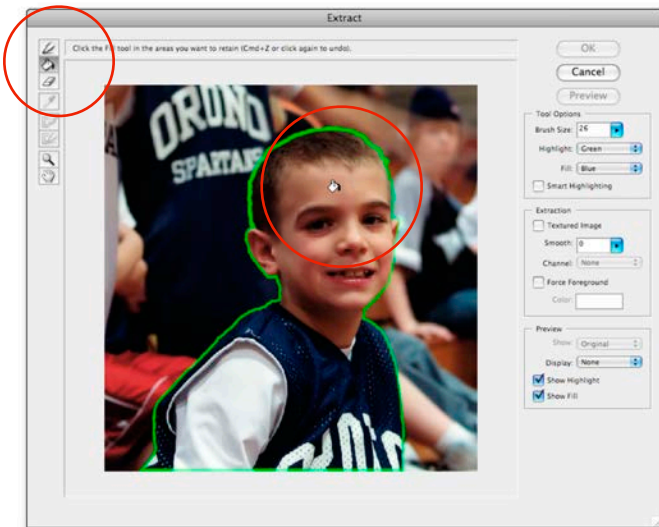 Extract
Click the Fill tool in the areas you want to retain (Cmd+Z or click again to undo).
OK
Cancel
Preview
Tool Options
Brush Size: 26
Highlight: Green
Fill: Blue
Smart Highlighting
Extraction
Textured Image
Smooth: 0
Channel: None
Force Foreground
Color:
Preview
Show: Original
Display: None
Show Highlight
Show Fill
ORONO
SPARTANS